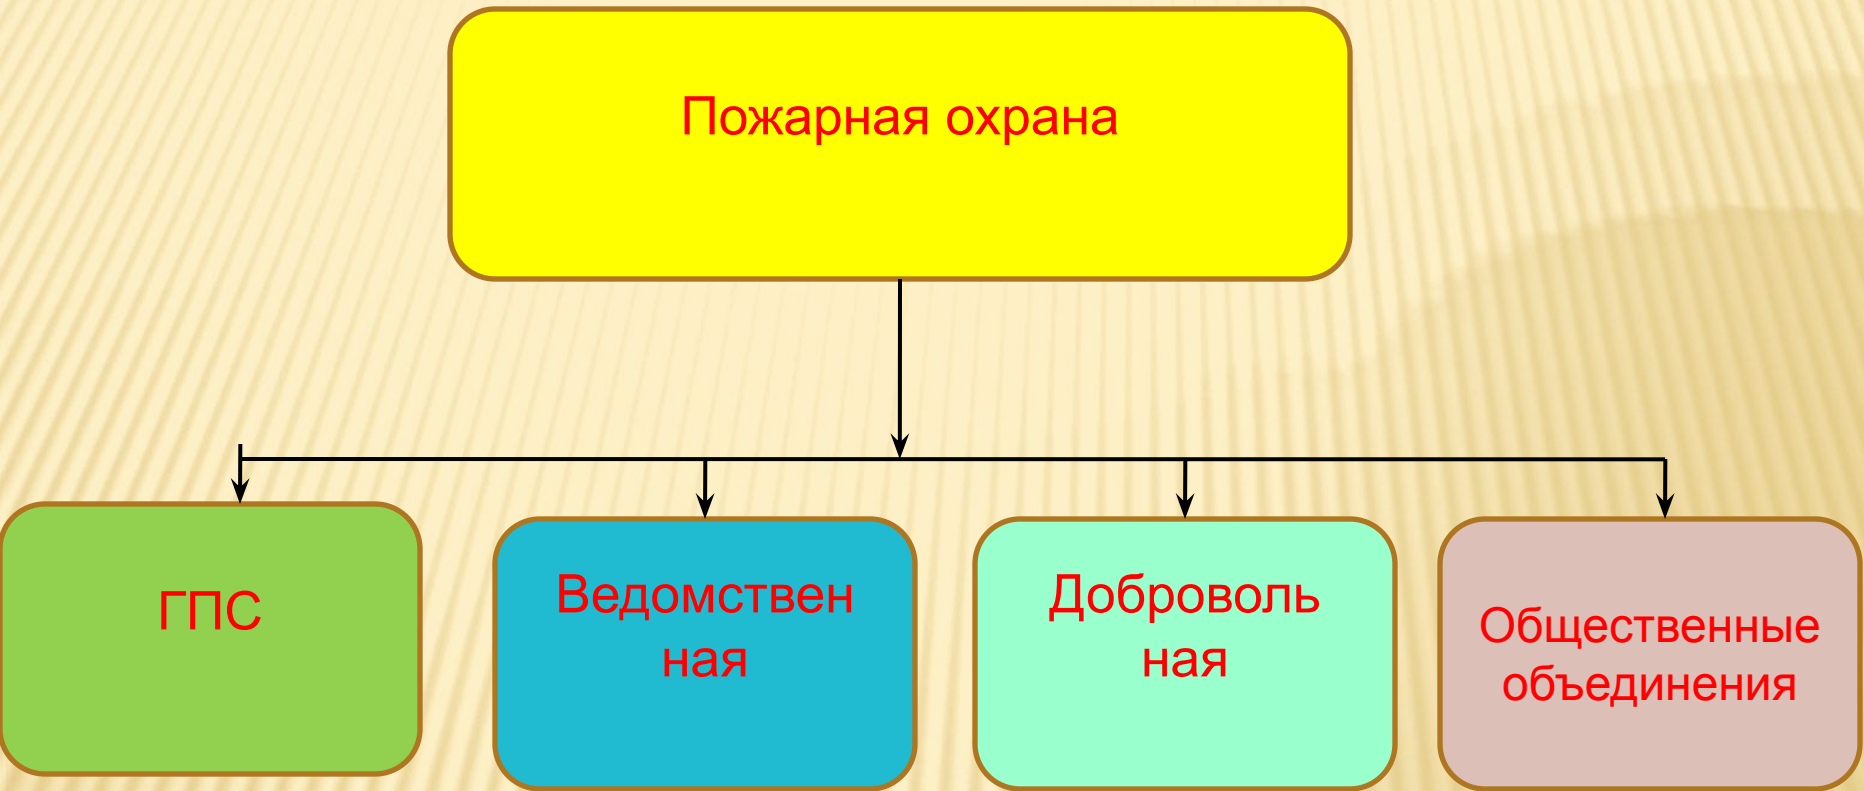 Пожарная охрана
ГПС
Ведомствен
ная
Доброволь
ная
Общественные
объединения